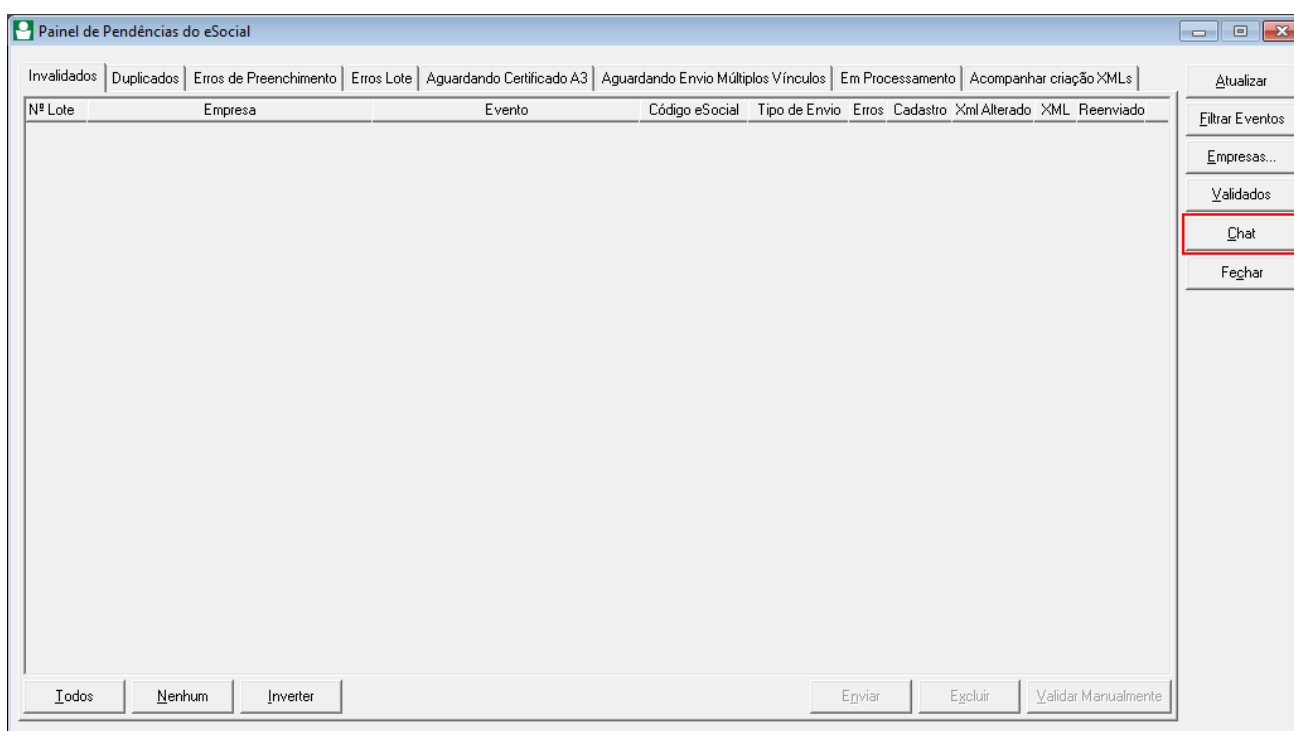 Painel de Pendências do eSocial
Invalidados Duplicados Erros de Preenchimento Erros Lote Aguardando Certificado A3 Aguardando Envio Múltiplos Vínculos Em Processamento Acompanhar criação XMLs
Nº Lote Empresa Evento Código eSocial Tipo de Envio Erros Cadastro Xml Alterado XML Reenviado
Atualizar
Filtrar Eventos
Empresas...
Validados
Chat
Fechar
Todos Nenhum Inverter Enviar Excluir Validar Manualmente